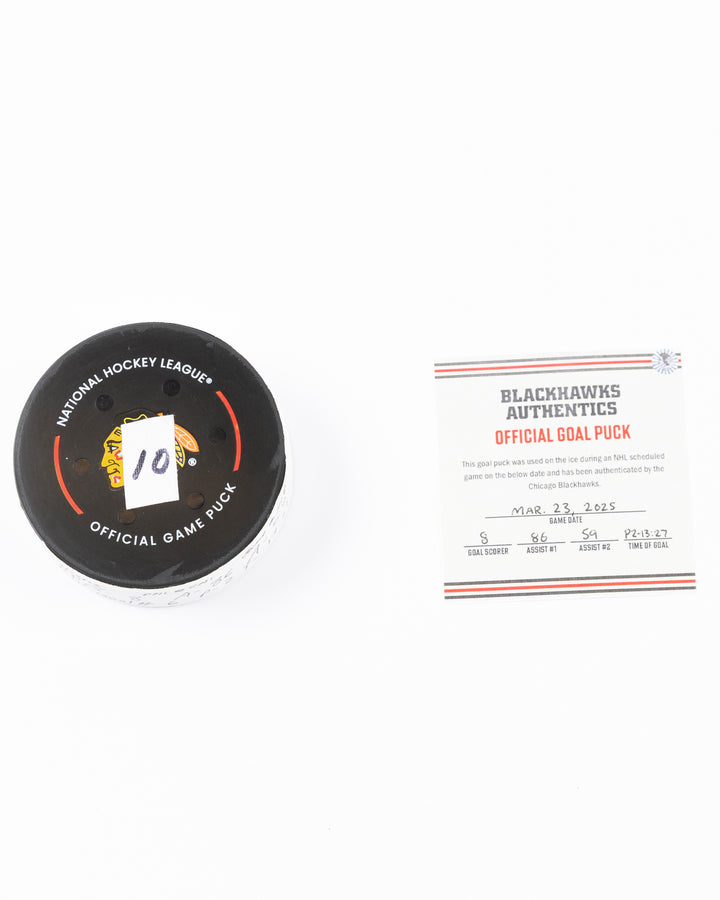 NATIONAL HOCKEY LEAGUE®
10
®
OFFICIAL GAME PUCK
BLACKHAWKS
AUTHENTICS
OFFICIAL GOAL PUCK
This goal puck was used on the ice during an NHL scheduled
game on the below date and has been authenticated by the
Chicago Blackhawks.
MAR. 23, 2025
GAME DATE
8 86 59 P2-13:27
GOAL SCORER ASSIST #1 ASSIST #2 TIME OF GOAL